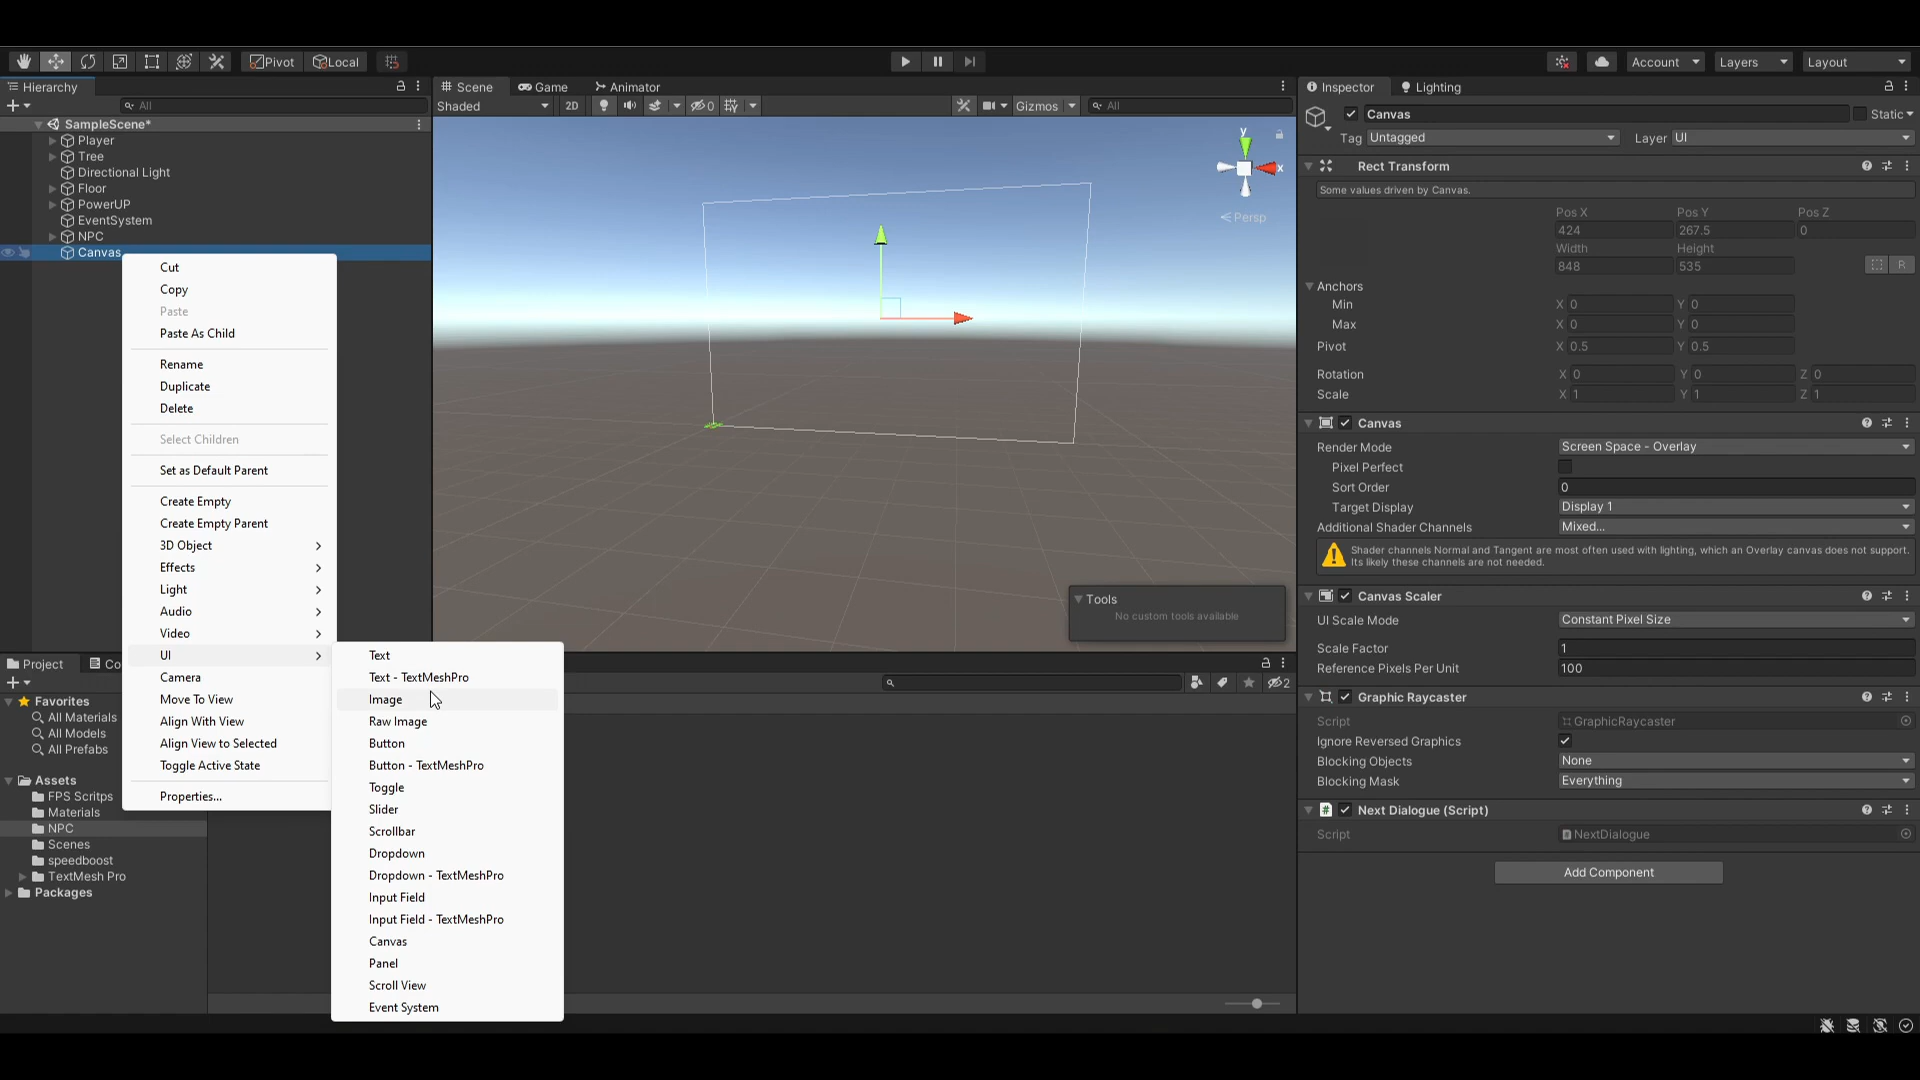 Pivot
Local
Account
Layers
Layout
Hierarchy
Scene
Game
Animator
Inspector
Lighting
All
Shaded
2D
0
Gizmos
All
Canvas
Static
SampleScene*
Tag
Untagged
Layer
UI
Player
Tree
Directional Light
Floor
PowerUP
EventSystem
NPC
Canvas
y
x
Persp
Cut
Copy
Paste
Paste As Child
Rename
Duplicate
Delete
Select Children
Set as Default Parent
Create Empty
Create Empty Parent
3D Object
Effects
Light
Audio
Video
UI
Camera
Move To View
Align With View
Align View to Selected
Toggle Active State
Properties...
Text
Text - TextMeshPro
Image
Raw Image
Button
Button - TextMeshPro
Toggle
Slider
Scrollbar
Dropdown
Dropdown - TextMeshPro
Input Field
Input Field - TextMeshPro
Canvas
Panel
Scroll View
Event System
Tools
No custom tools available
Rect Transform
Some values driven by Canvas.
Pos X Pos Y Pos Z
424 267.5 0
Width Height
848 535
R
Anchors
Min X 0 Y 0
Max X 0 Y 0
Pivot X 0.5 Y 0.5
Rotation X 0 Y 0 Z 0
Scale X 1 Y 1 Z 1
Canvas
Render Mode Screen Space - Overlay
Pixel Perfect
Sort Order 0
Target Display Display 1
Additional Shader Channels Mixed...
Shader channels Normal and Tangent are most often used with lighting, which an Overlay canvas does not support.
Its likely these channels are not needed.
Canvas Scaler
UI Scale Mode Constant Pixel Size
Scale Factor 1
Reference Pixels Per Unit 100
Graphic Raycaster
Script GraphicRaycaster
Ignore Reversed Graphics
Blocking Objects None
Blocking Mask Everything
Next Dialogue (Script)
Script NextDialogue
Add Component
Project
Co
2
Favorites
All Materials
All Models
All Prefabs
Assets
FPS Scritps
Materials
NPC
Scenes
speedboost
TextMesh Pro
Packages